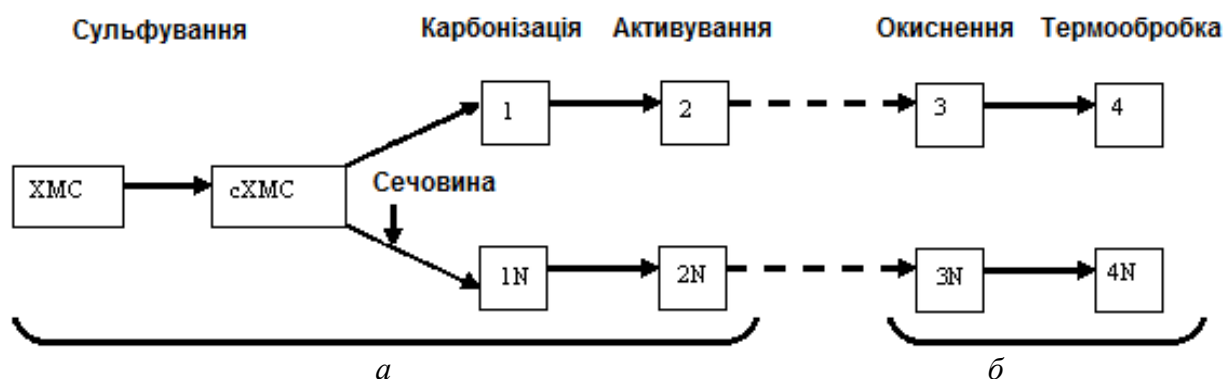 Сульфування Карбонізація Активування Окиснення Термообробка
1 2 3 4
ХМС сХМС Сечовина
1N 2N 3N 4N
а б